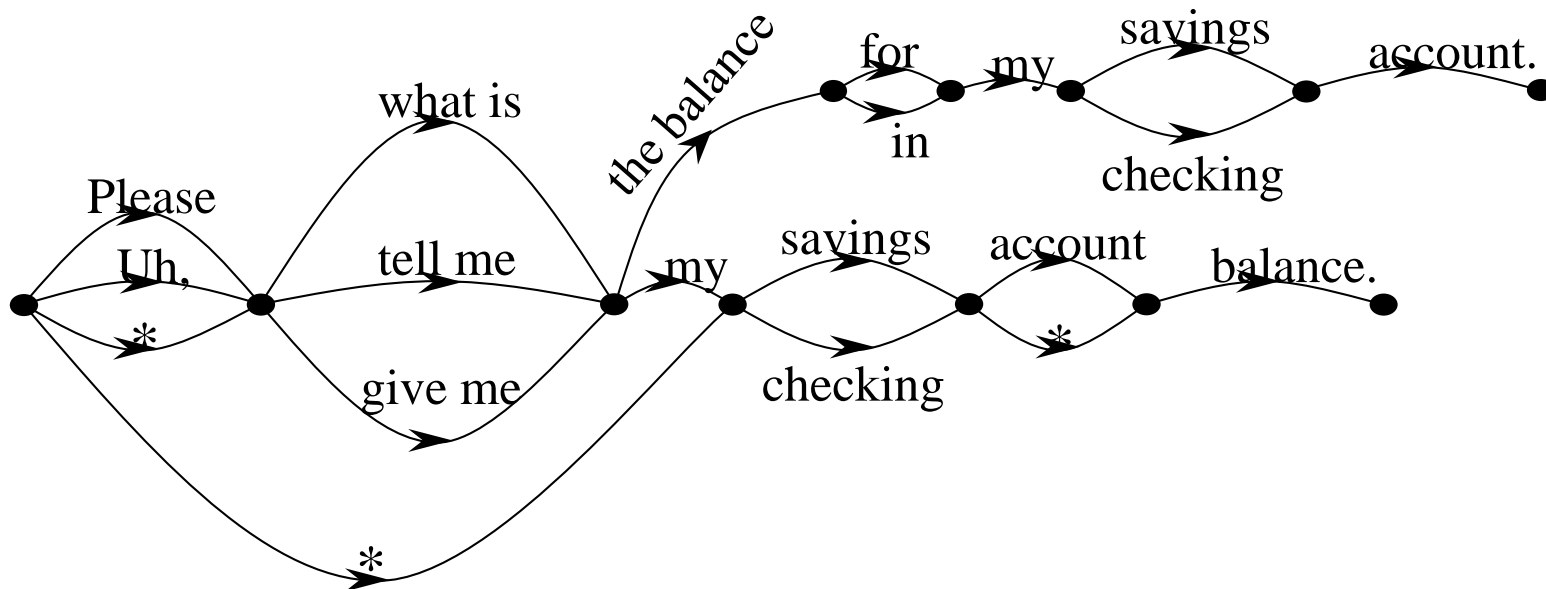 the balance
for
my
savings
account.
in
checking
what is
Please
Uh,
*
tell me
give me
my
savings
account
balance.
*
checking
*